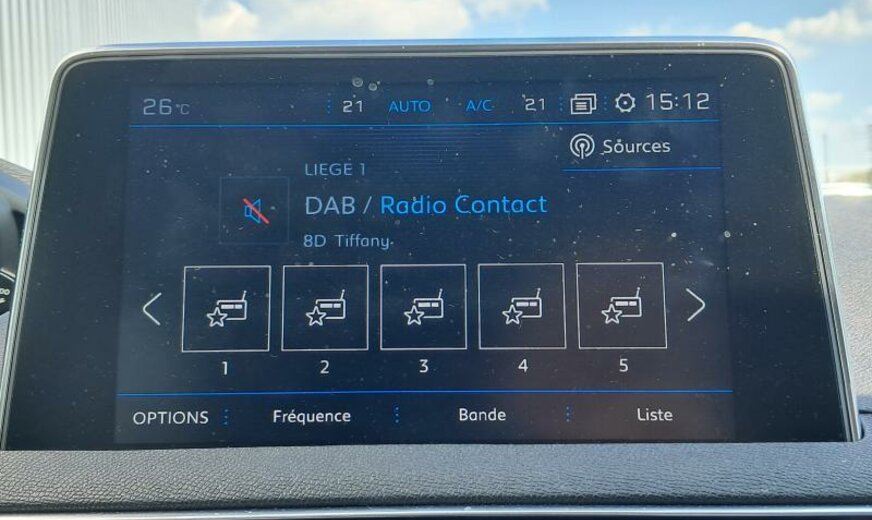 26°C 21 AUTO A/C 21 15:12
Sources
LIEGE 1
DAB / Radio Contact
8D Tiffany
1 2 3 4 5
OPTIONS Fréquence Bande Liste